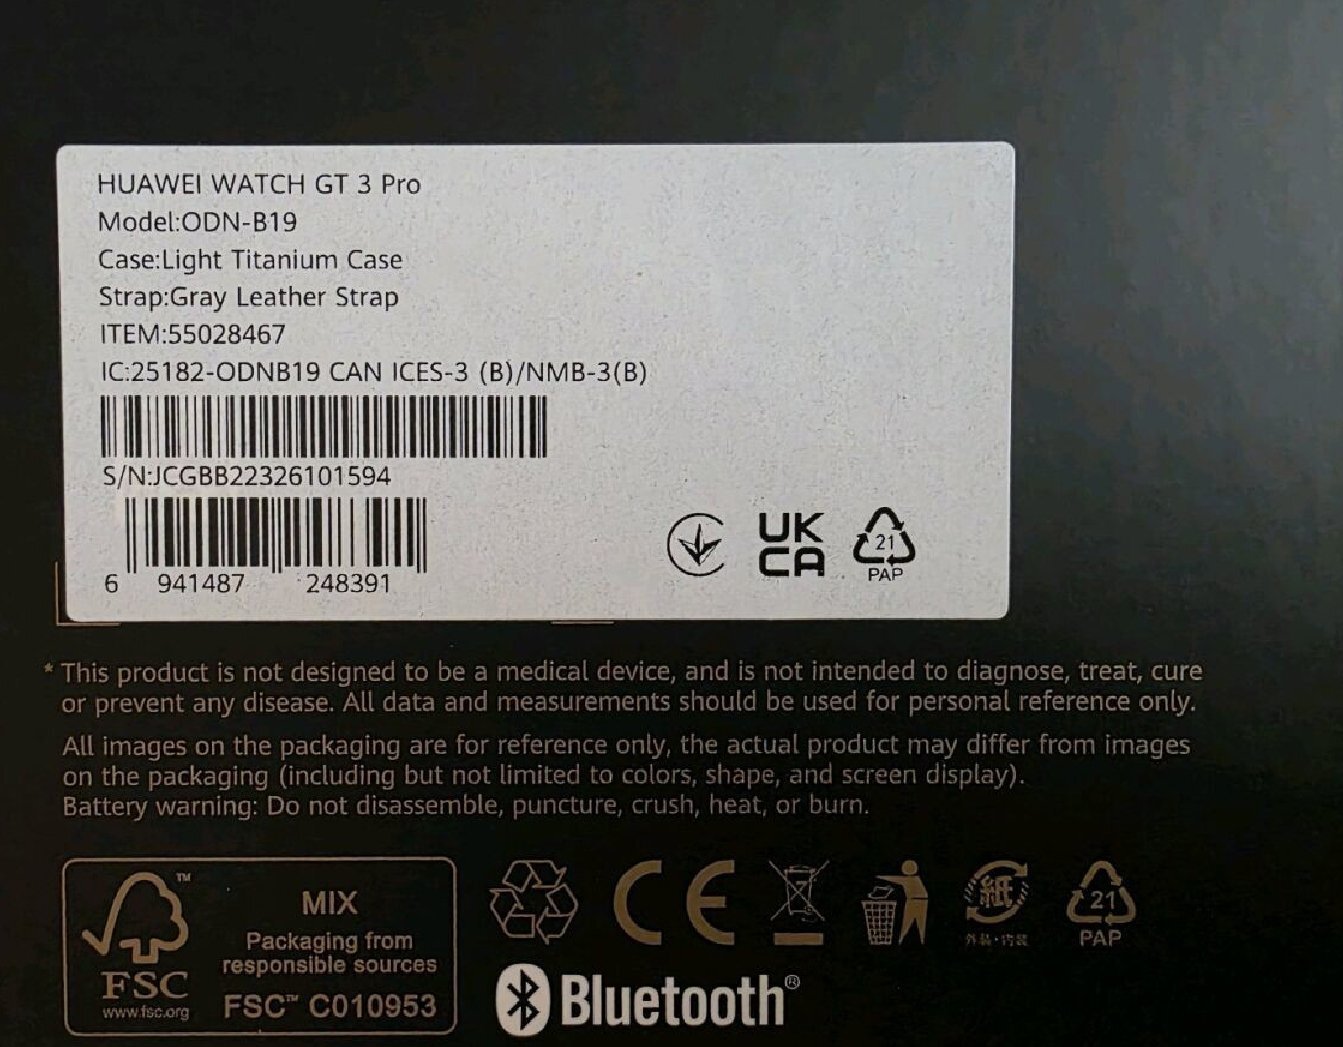 HUAWEI WATCH GT 3 Pro
Model:ODN-B19
Case:Light Titanium Case
Strap:Gray Leather Strap
ITEM:55028467
IC:25182-ODNB19 CAN ICES-3 (B)/NMB-3(B)
S/N:JCGBB22326101594
6 941487 248391
UK
CA
21
PAP
* This product is not designed to be a medical device, and is not intended to diagnose, treat, cure
or prevent any disease. All data and measurements should be used for personal reference only.
All images on the packaging are for reference only, the actual product may differ from images
on the packaging (including but not limited to colors, shape, and screen display).
Battery warning: Do not disassemble, puncture, crush, heat, or burn.
TM
FSC
www.fsc.org
MIX
Packaging from
responsible sources
FSC™ C010953
CE
紙
外装・内装
21
PAP
Bluetooth®